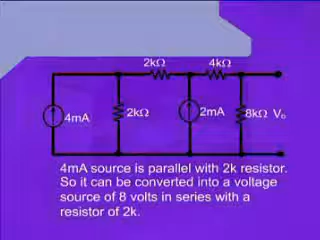 2kΩ 4kΩ
4mA 2kΩ 2mA 8kΩ Vₒ
4mA source is parallel with 2k resistor.
So it can be converted into a voltage
source of 8 volts in series with a
resistor of 2k.